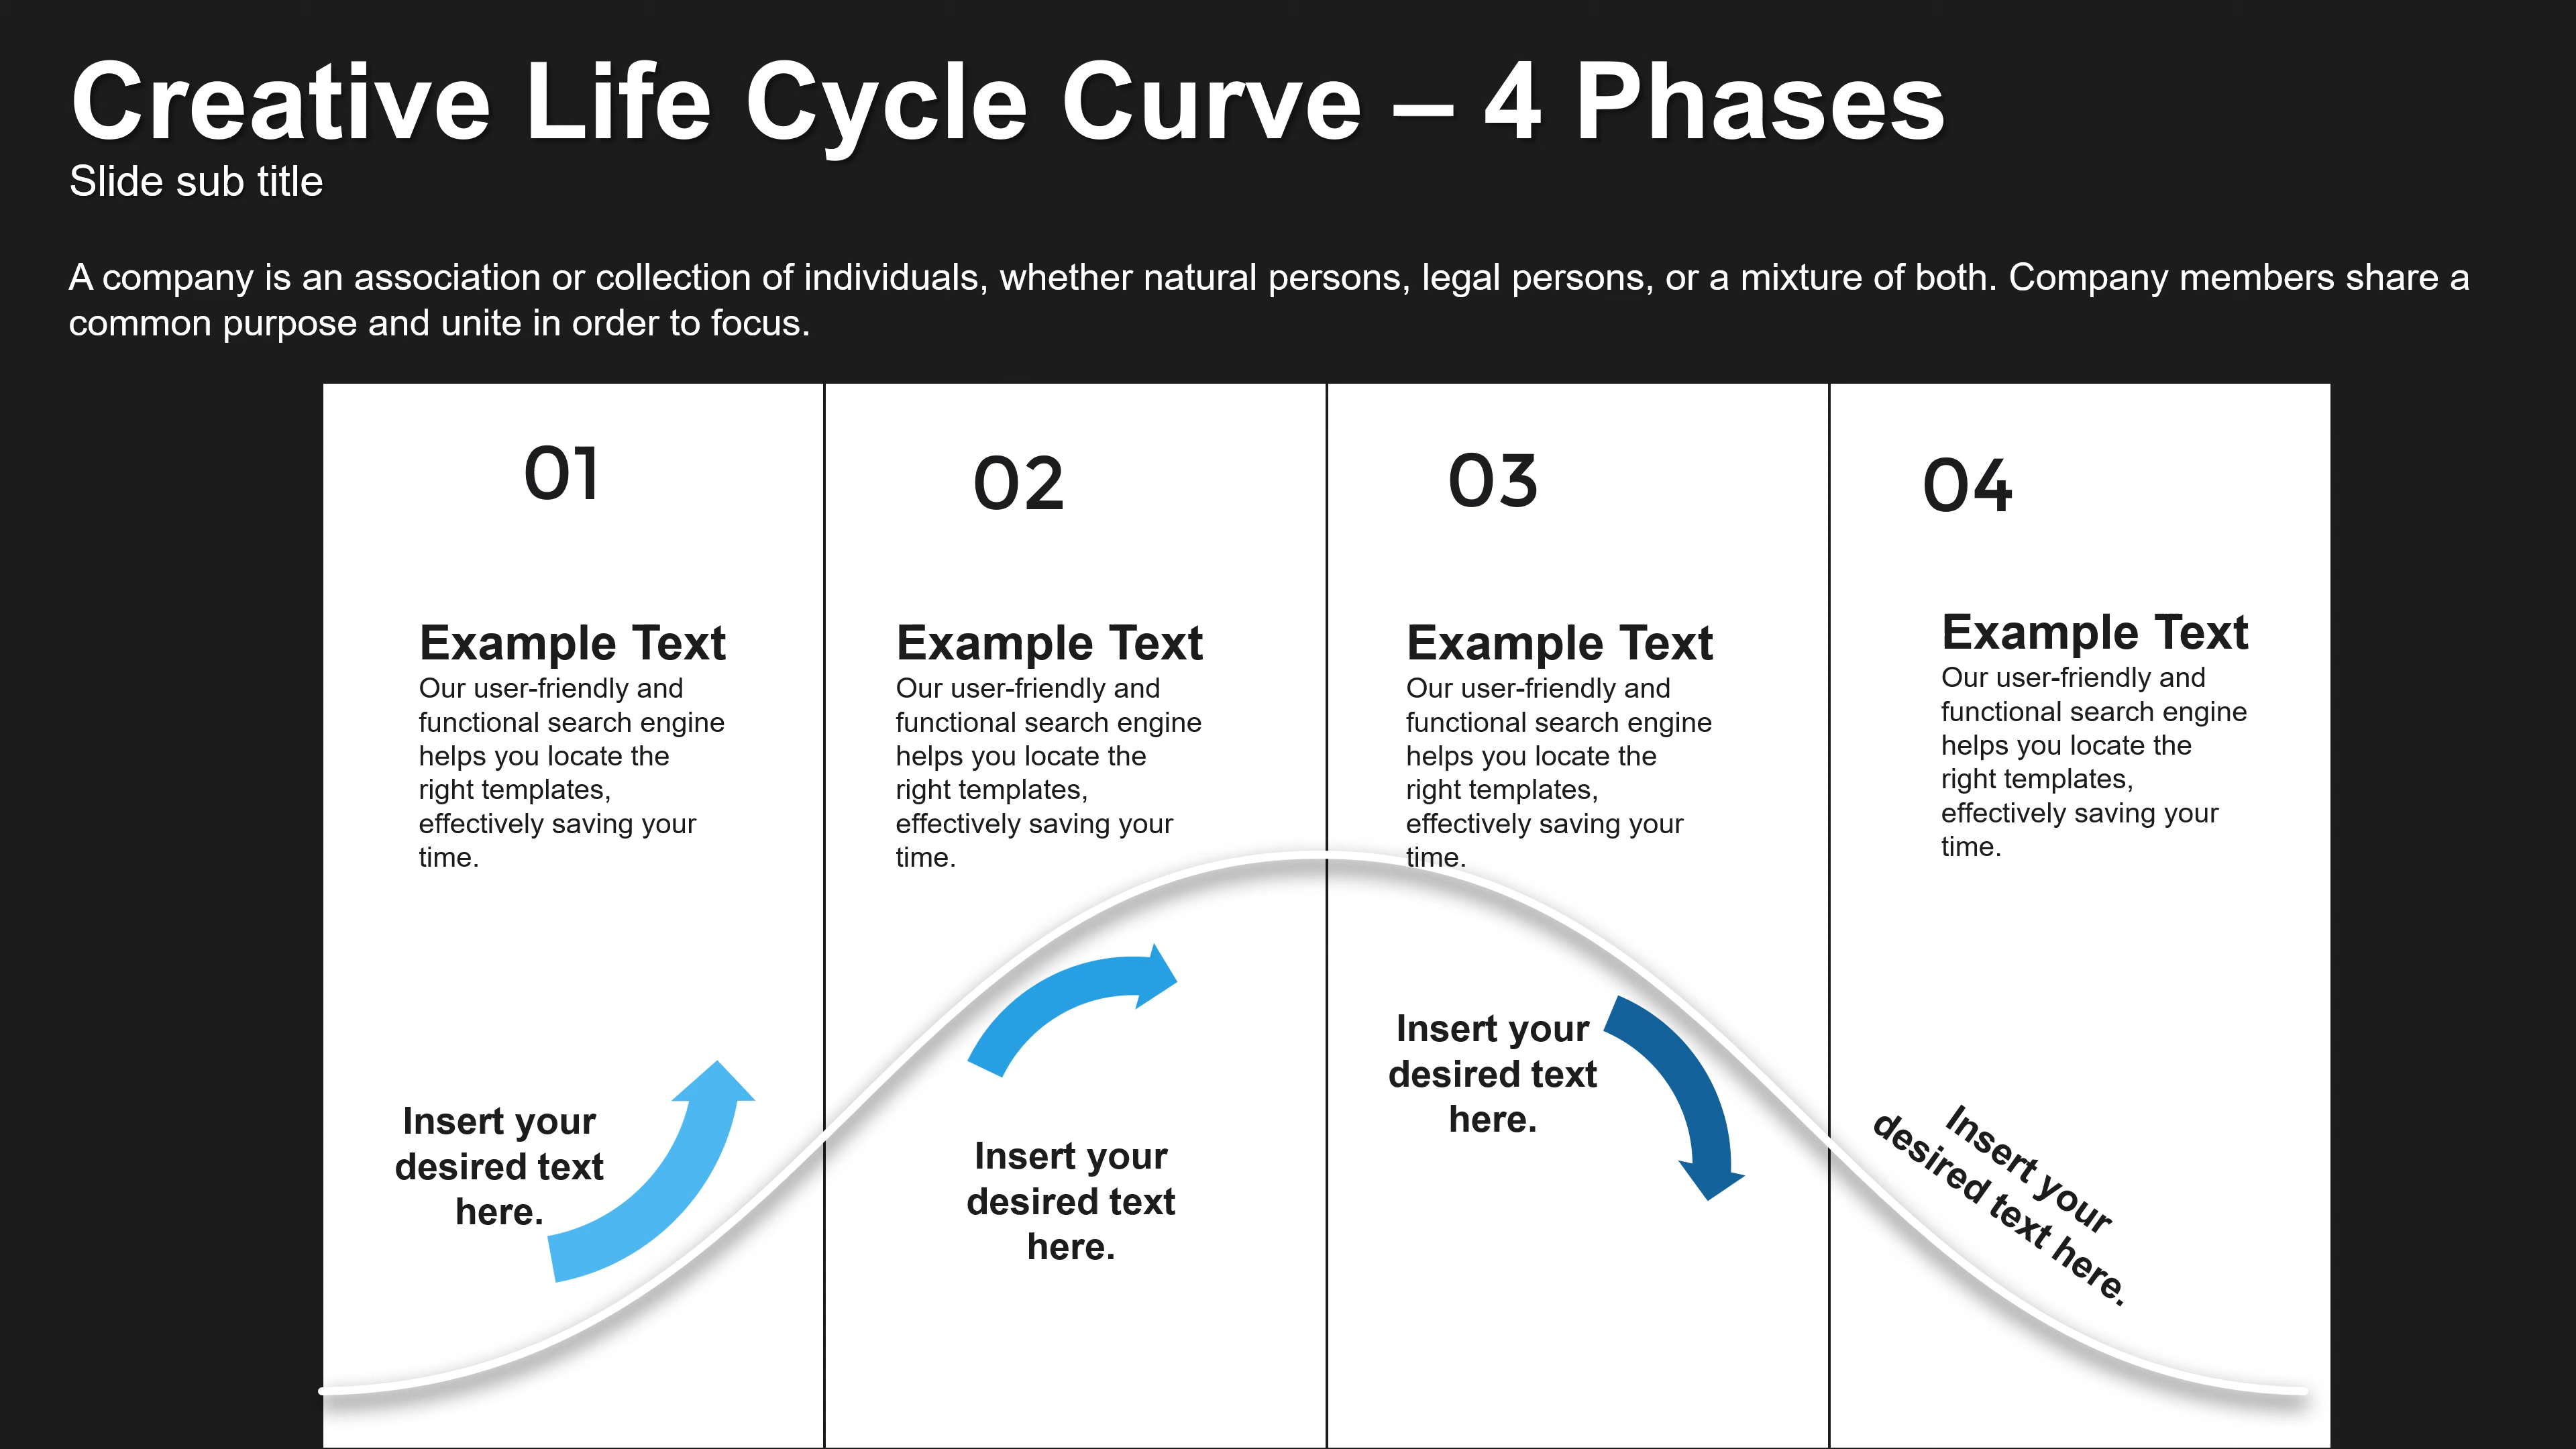 Creative Life Cycle Curve – 4 Phases
Slide sub title
A company is an association or collection of individuals, whether natural persons, legal persons, or a mixture of both. Company members share a
common purpose and unite in order to focus.
01
Example Text
Our user-friendly and
functional search engine
helps you locate the
right templates,
effectively saving your
time.
Insert your
desired text
here.
02
Example Text
Our user-friendly and
functional search engine
helps you locate the
right templates,
effectively saving your
time.
Insert your
desired text
here.
03
Example Text
Our user-friendly and
functional search engine
helps you locate the
right templates,
effectively saving your
time.
Insert your
desired text
here.
04
Example Text
Our user-friendly and
functional search engine
helps you locate the
right templates,
effectively saving your
time.
Insert your
desired text here.